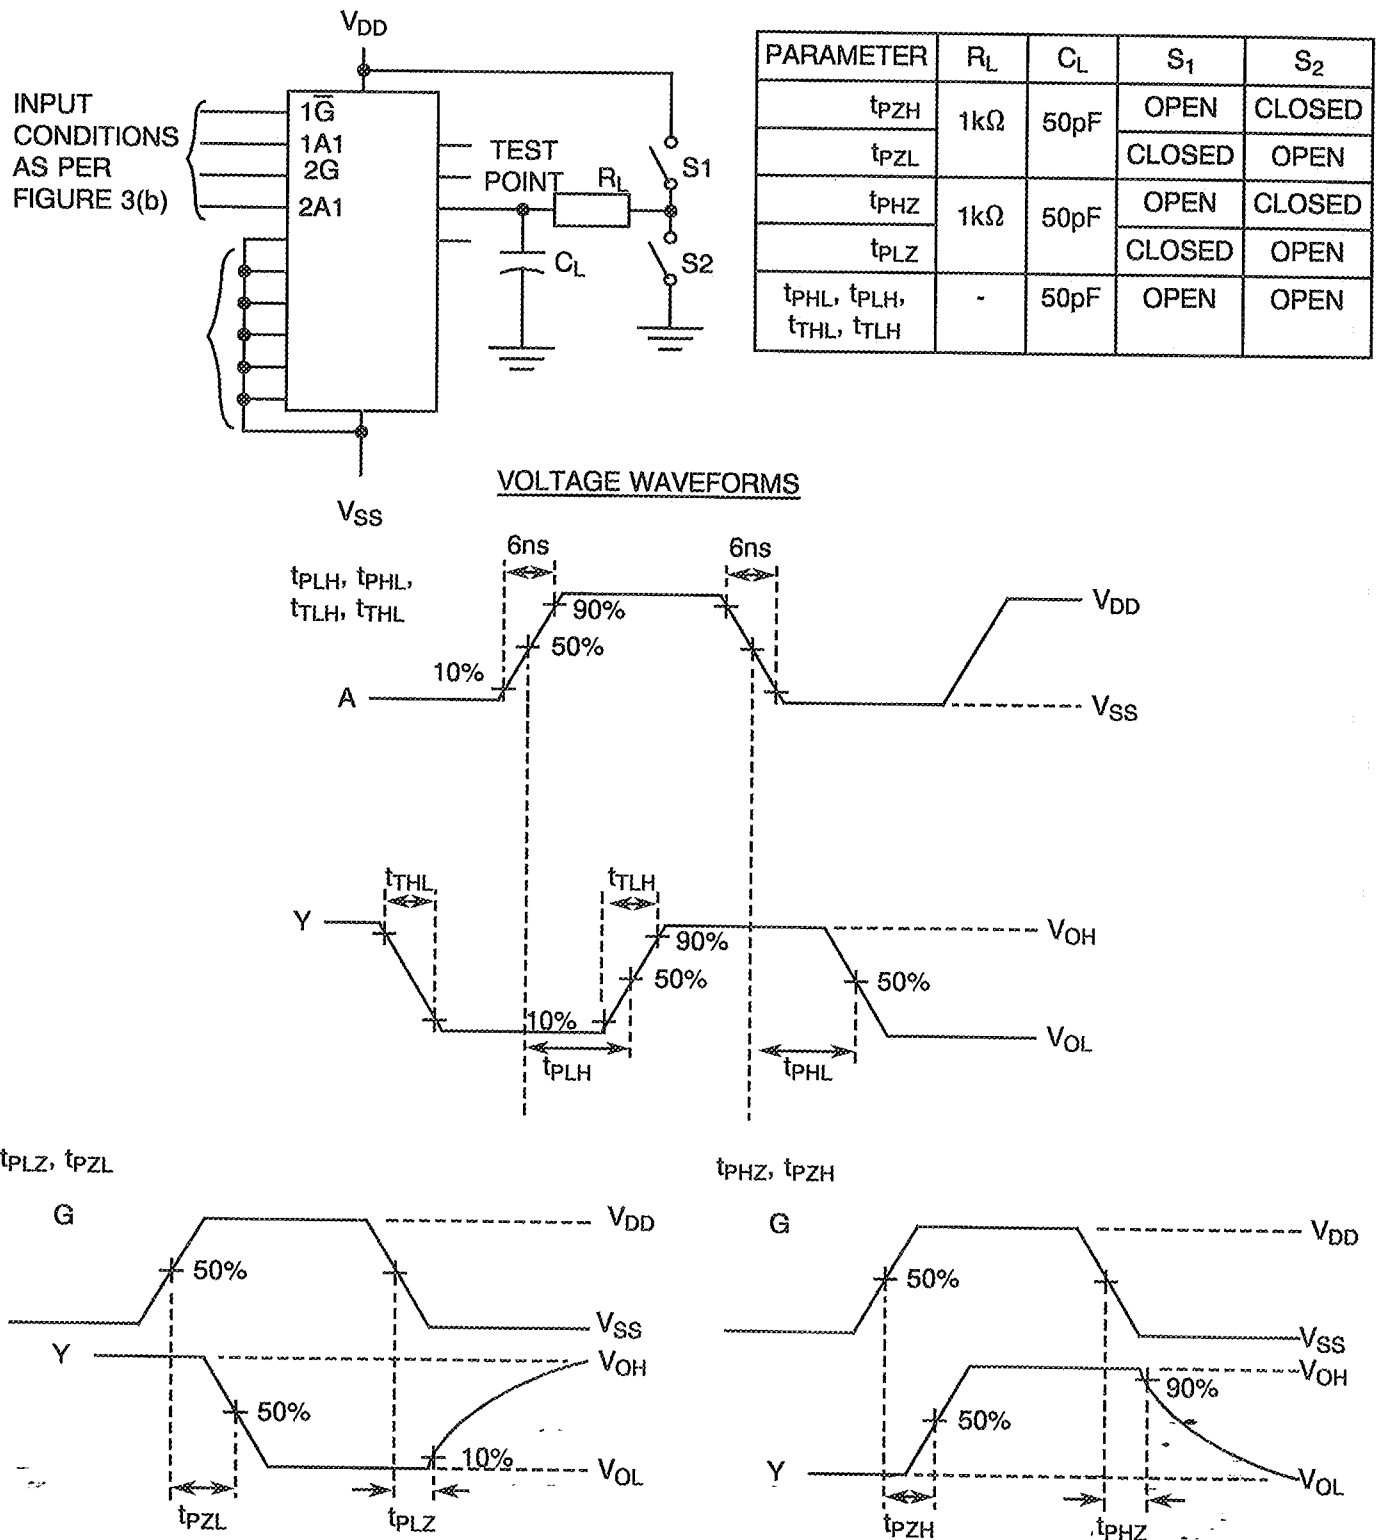 VDD
INPUT
CONDITIONS
AS PER
FIGURE 3(b)
1G̅
1A1
2G
2A1
TEST
POINT
RL
S1
CL
S2
VSS
PARAMETER RL CL S1 S2
tPZH 1kΩ 50pF OPEN CLOSED
tPZL CLOSED OPEN
tPHZ 1kΩ 50pF OPEN CLOSED
tPLZ CLOSED OPEN
tPHL, tPLH, - 50pF OPEN OPEN
tTHL, tTLH
VOLTAGE WAVEFORMS
tPLH, tPHL,
tTLH, tTHL
6ns 6ns
90%
50%
10%
A
VDD
VSS
tTHL tTLH
Y
90%
50%
10%
50%
VOH
VOL
tPLH tPHL
tPLZ, tPZL
G
50%
VDD
VSS
Y
50%
10%
VOH
VOL
tPZL tPLZ
tPHZ, tPZH
G
50%
VDD
VSS
VOH
90%
50%
Y
VOL
tPZH tPHZ